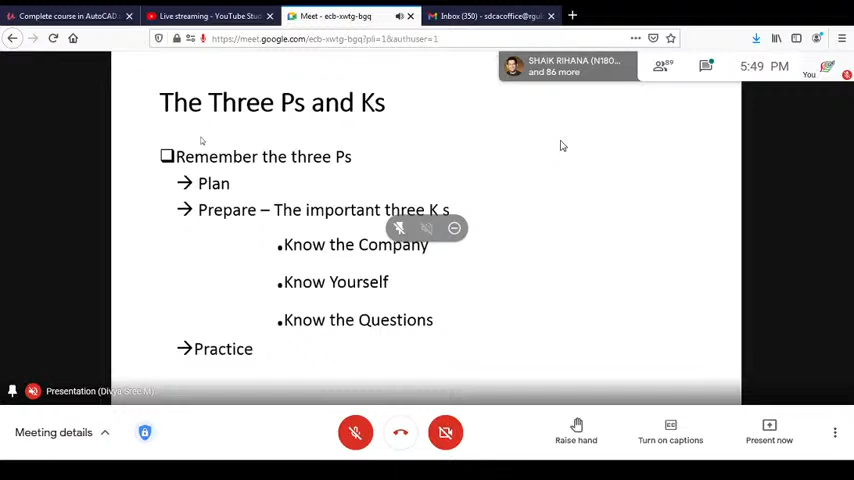 Complete course in AutoCAD
Live streaming - YouTube Stud
Meet - ecb-xwtg-bgq
Inbox (350) - sdcacoffice@rguk
https://meet.google.com/ecb-xwtg-bgq?pli=1&authuser=1
SHAIK RIHANA (N180...
and 86 more
89
5:49 PM
You
The Three Ps and Ks
Remember the three Ps
→ Plan
→ Prepare – The important three K s
•Know the Company
•Know Yourself
•Know the Questions
→Practice
Presentation (Divya Sree M)
Meeting details
Raise hand
Turn on captions
Present now